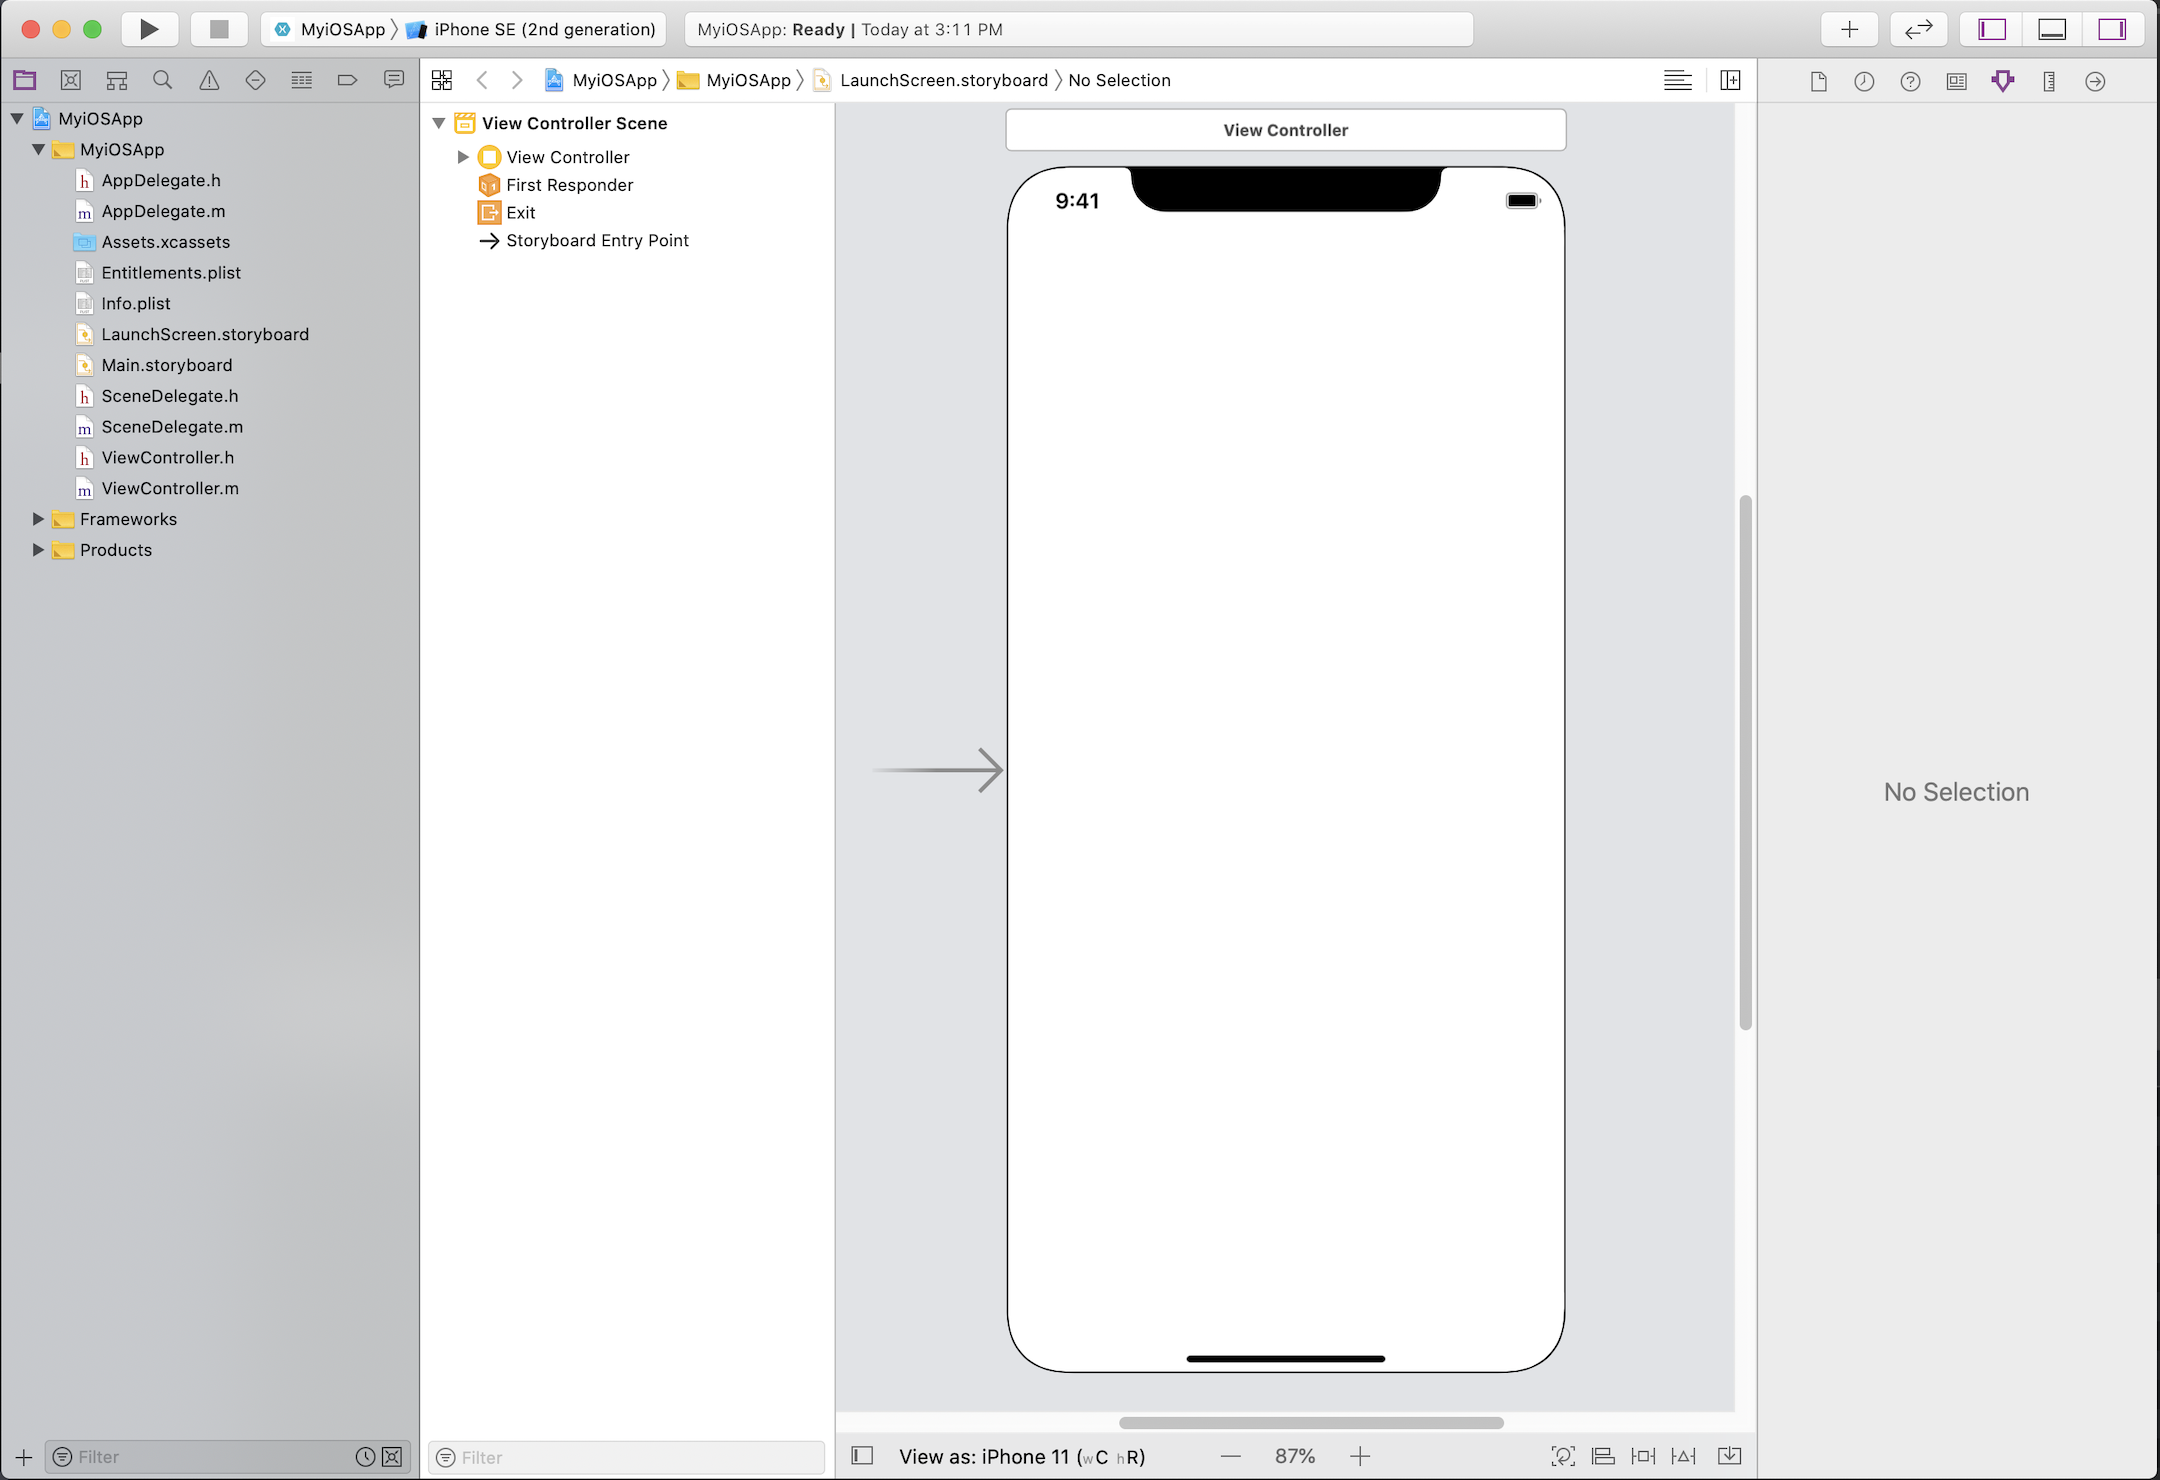 MyiOSApp iPhone SE (2nd generation)
MyiOSApp: Ready | Today at 3:11 PM
MyiOSApp MyiOSApp LaunchScreen.storyboard No Selection
MyiOSApp
MyiOSApp
AppDelegate.h
AppDelegate.m
Assets.xcassets
Entitlements.plist
Info.plist
LaunchScreen.storyboard
Main.storyboard
SceneDelegate.h
SceneDelegate.m
ViewController.h
ViewController.m
Frameworks
Products
Filter
View Controller Scene
View Controller
First Responder
Exit
Storyboard Entry Point
Filter
View Controller
9:41
View as: iPhone 11 (wC hR)
87%
No Selection